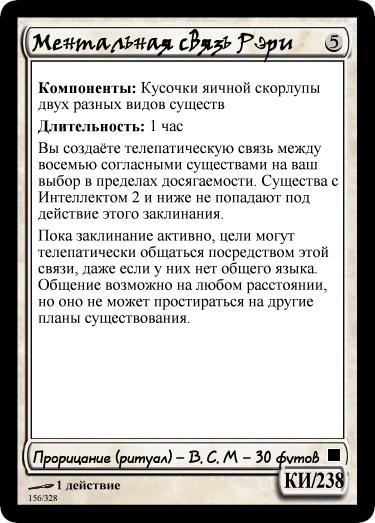 Ментальная связь Рэри 5
Компоненты: Кусочки яичной скорлупы
двух разных видов существ
Длительность: 1 час
Вы создаёте телепатическую связь между
восемью согласными существами на ваш
выбор в пределах досягаемости. Существа с
Интеллектом 2 и ниже не попадают под
действие этого заклинания.
Пока заклинание активно, цели могут
телепатически общаться посредством этой
связи, даже если у них нет общего языка.
Общение возможно на любом расстоянии,
но оно не может простираться на другие
планы существования.
Прорицание (ритуал) – В, С, М – 30 футов
КИ/238
1 действие
156/328